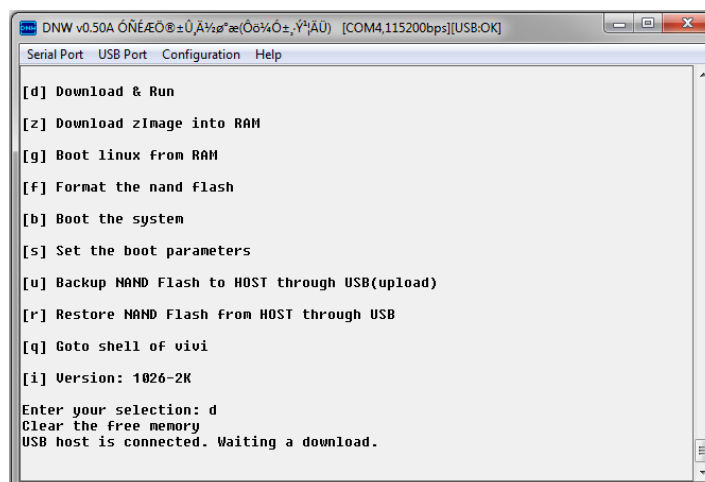 DNW v0.50A ÓÑÉÆÖ®±Û¸Ä½ø°æ(Ôö¼Ó±¸·Ý¹¦ÄÜ) [COM4,115200bps][USB:OK]
Serial Port USB Port Configuration Help
[d] Download & Run
[z] Download zImage into RAM
[g] Boot linux from RAM
[f] Format the nand flash
[b] Boot the system
[s] Set the boot parameters
[u] Backup NAND Flash to HOST through USB(upload)
[r] Restore NAND Flash from HOST through USB
[q] Goto shell of vivi
[i] Version: 1026-2K
Enter your selection: d
Clear the free memory
USB host is connected. Waiting a download.